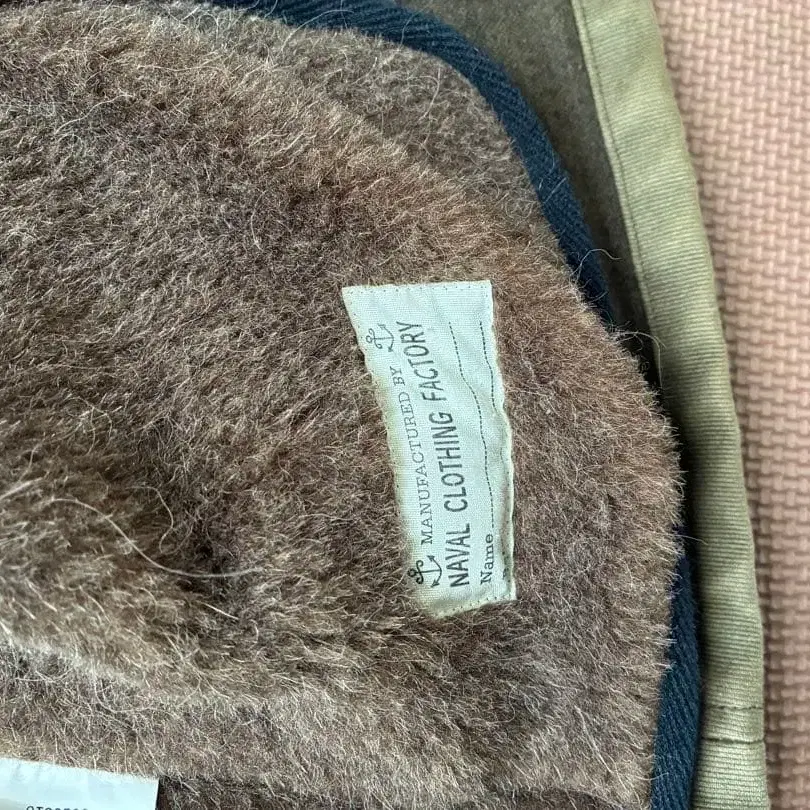 MANUFACTURED BY
NAVAL CLOTHING FACTORY
Name